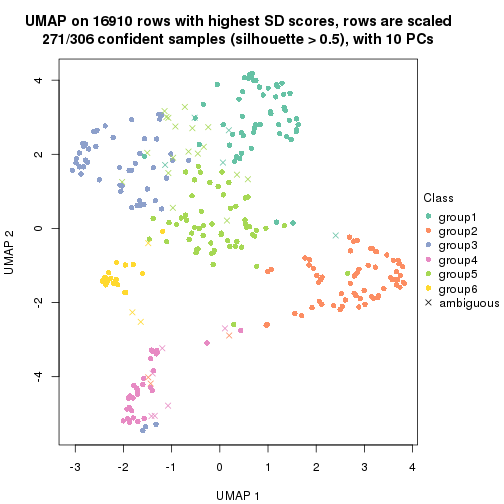 UMAP on 16910 rows with highest SD scores, rows are scaled
271/306 confident samples (silhouette > 0.5), with 10 PCs
4
2
0
-2
-4
UMAP 2
-3
-2
-1
0
1
2
3
4
UMAP 1
Class
group1
group2
group3
group4
group5
group6
ambiguous